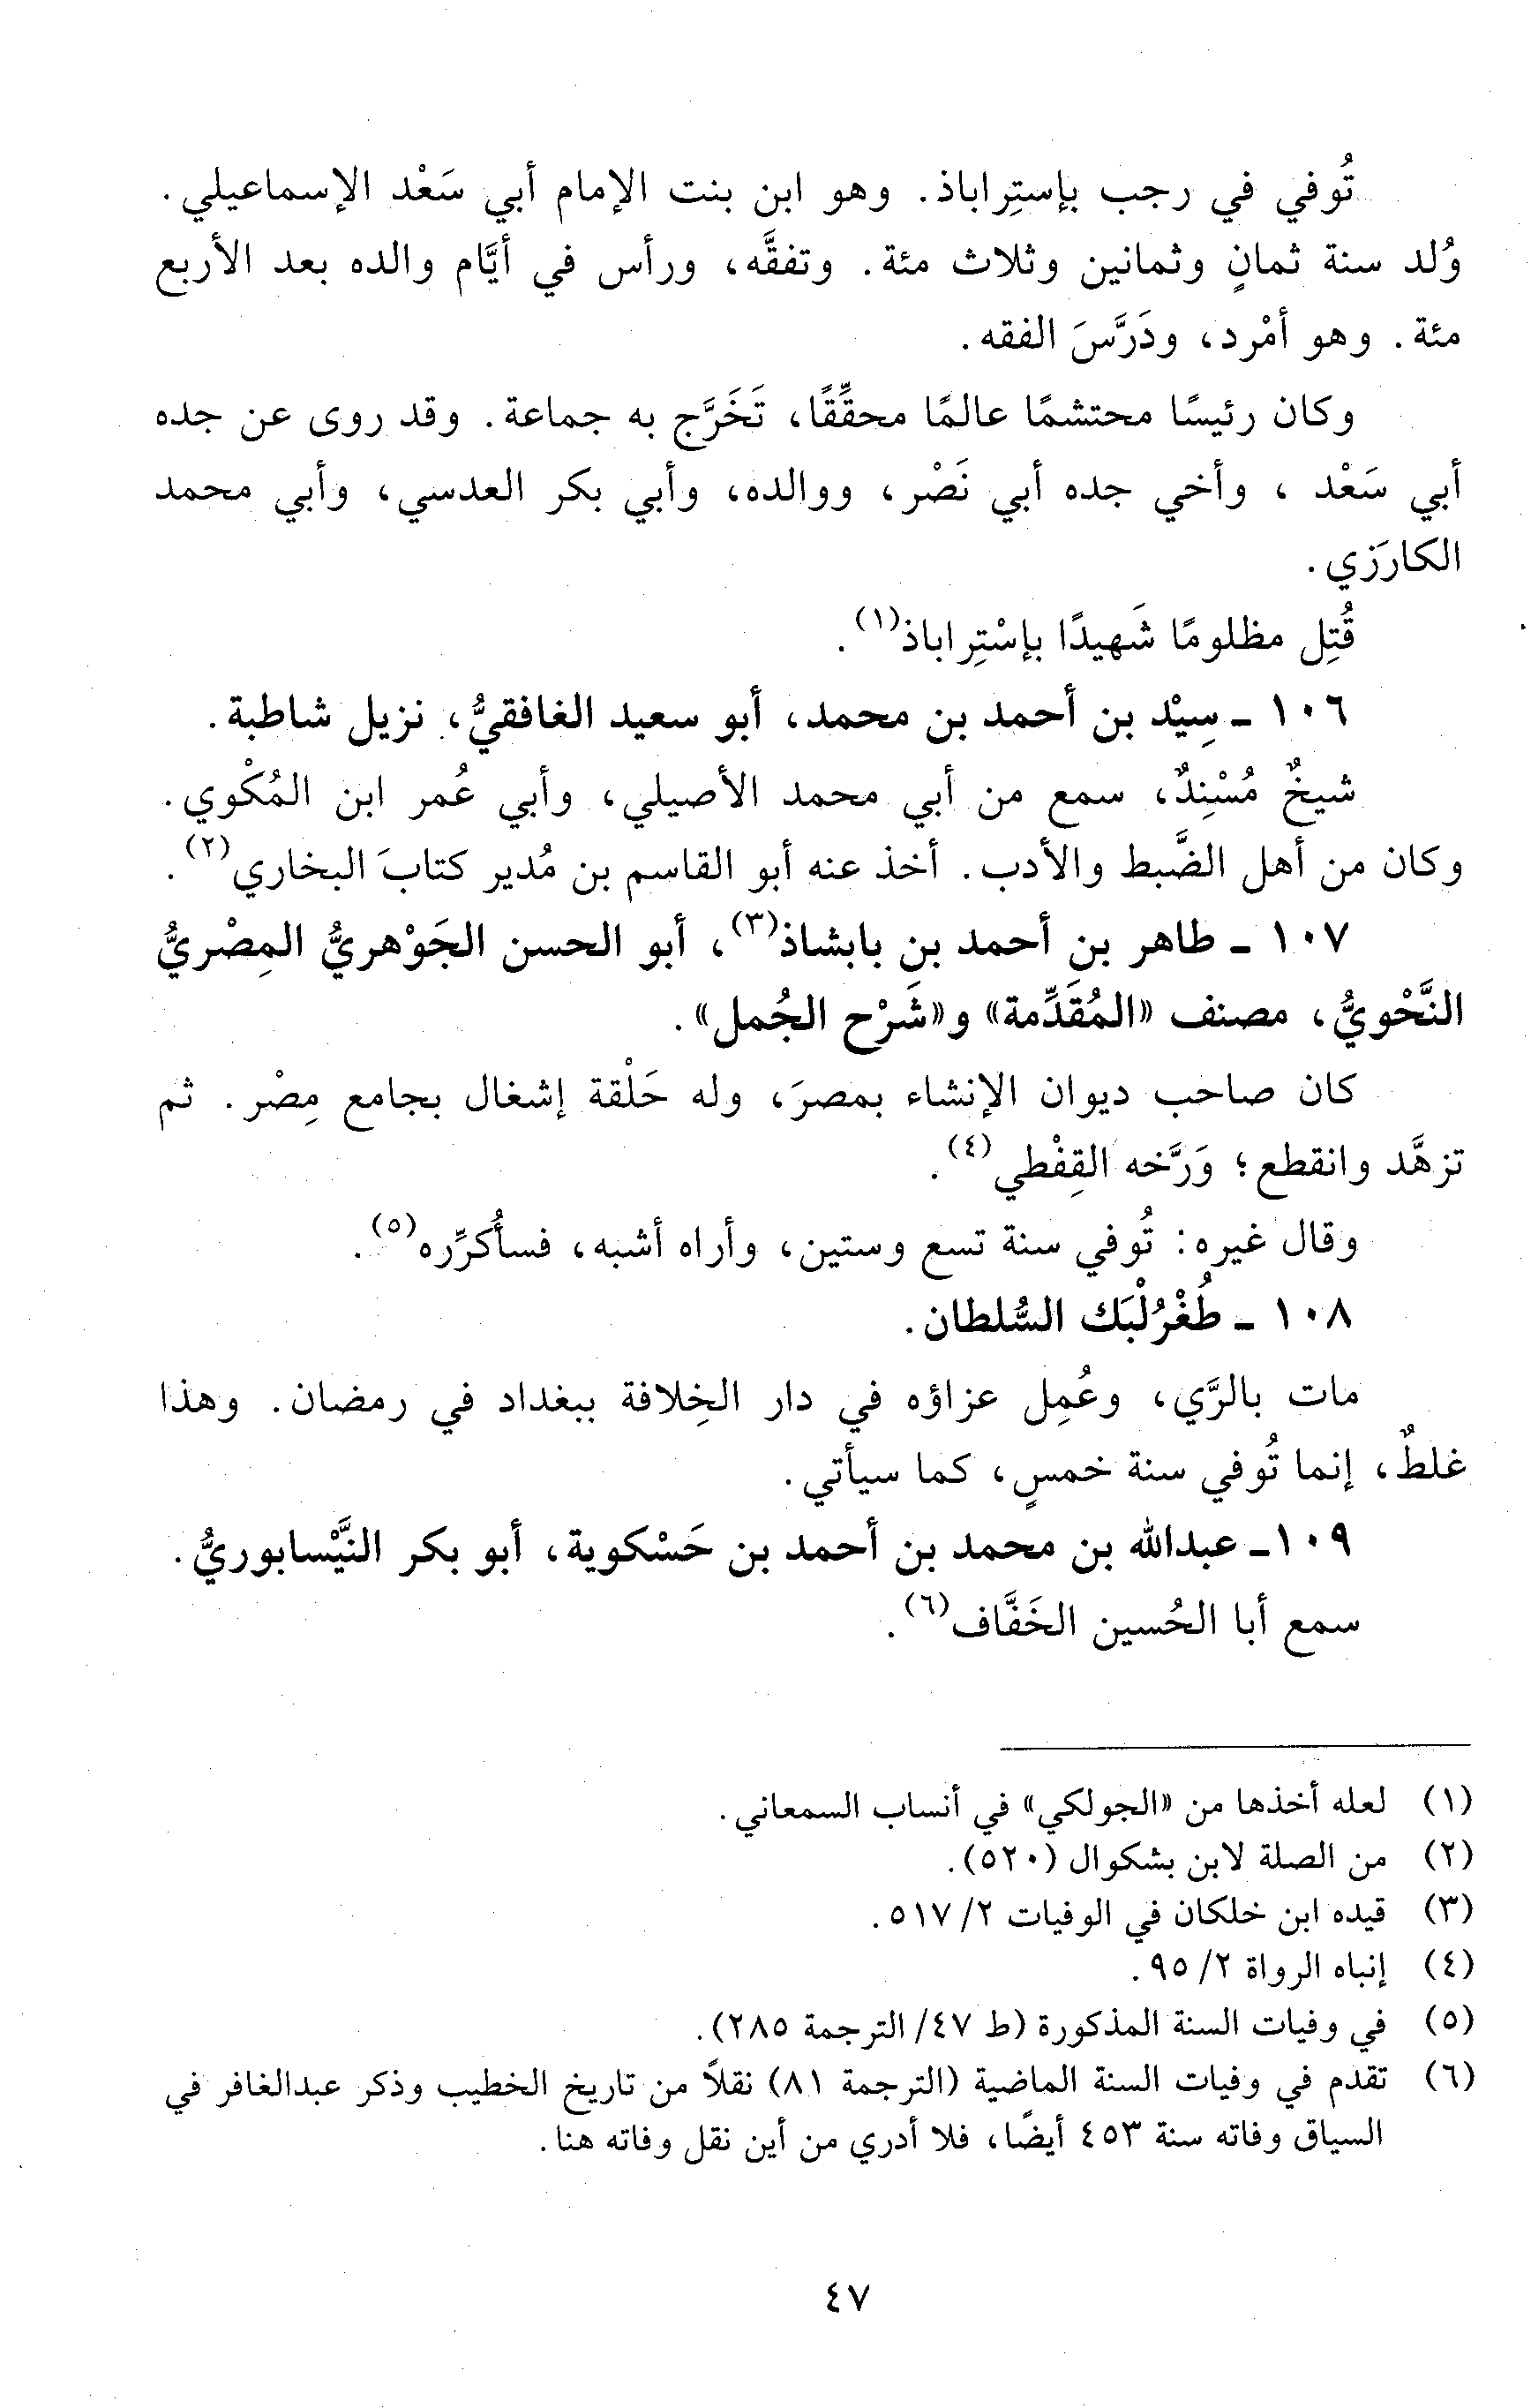 تُوفي في رجب بإستِراباذ. وهو ابن بنت الإمام أبي سَعْد الإسماعيلي.
وُلد سنة ثمانٍ وثمانين وثلاث مئة. وتفقَّه، ورأس في أيَّام والده بعد الأربع
مئة. وهو أمْرد، ودَرَّسَ الفقه.
وكان رئيسًا محتشمًا عالمًا محقِّقًا، تَخَرَّج به جماعة. وقد روى عن جده
أبي سَعْد ، وأخي جده أبي نَصْر، ووالده، وأبي بكر العدسي، وأبي محمد
الكارَزي.
قُتِل مظلومًا شَهيدًا بإسْتِراباذ(١).
١٠٦ ـ سِيِْد بن أحمد بن محمد، أبو سعيد الغافقيُّ، نزيل شاطبة.
شيخٌ مُسْنِدٌ، سمع من أبي محمد الأصيلي، وأبي عُمر ابن المُكْوي.
وكان من أهل الضَّبط والأدب. أخذ عنه أبو القاسم بن مُدير كتابَ البخاري(٢).
١٠٧ ـ طاهر بن أحمد بن بابشاذ(٣)، أبو الحسن الجَوْهريُّ المِصْريُّ
النَّحْويُّ، مصنف «المُقَدِّمة» و«شَرْح الجُمل».
كان صاحب ديوان الإنشاء بمصرَ، وله حَلْقة إشغال بجامع مِصْر. ثم
تزهَّد وانقطع؛ وَرَّخه القِفْطي(٤).
وقال غيره: تُوفي سنة تسع وستين، وأراه أشبه، فسأُكرِّره(٥).
١٠٨ ـ طُغْرُلْبَك السُّلطان.
مات بالرَّي، وعُمِل عزاؤه في دار الخِلافة ببغداد في رمضان. وهذا
غلطٌ، إنما تُوفي سنة خمسٍ، كما سيأتي.
١٠٩ـ عبدالله بن محمد بن أحمد بن حَسْكوية، أبو بكر النَّيْسابوريُّ.
سمع أبا الحُسين الخَفَّاف(٦).
(١) لعله أخذها من «الجولكي» في أنساب السمعاني.
(٢) من الصلة لابن بشكوال (٥٢٠).
(٣) قيده ابن خلكان في الوفيات ٢/ ٥١٧.
(٤) إنباه الرواة ٢/ ٩٥.
(٥) في وفيات السنة المذكورة (ط ٤٧/ الترجمة ٢٨٥).
(٦) تقدم في وفيات السنة الماضية (الترجمة ٨١) نقلاً من تاريخ الخطيب وذكر عبدالغافر في
السياق وفاته سنة ٤٥٣ أيضًا، فلا أدري من أين نقل وفاته هنا.
٤٧